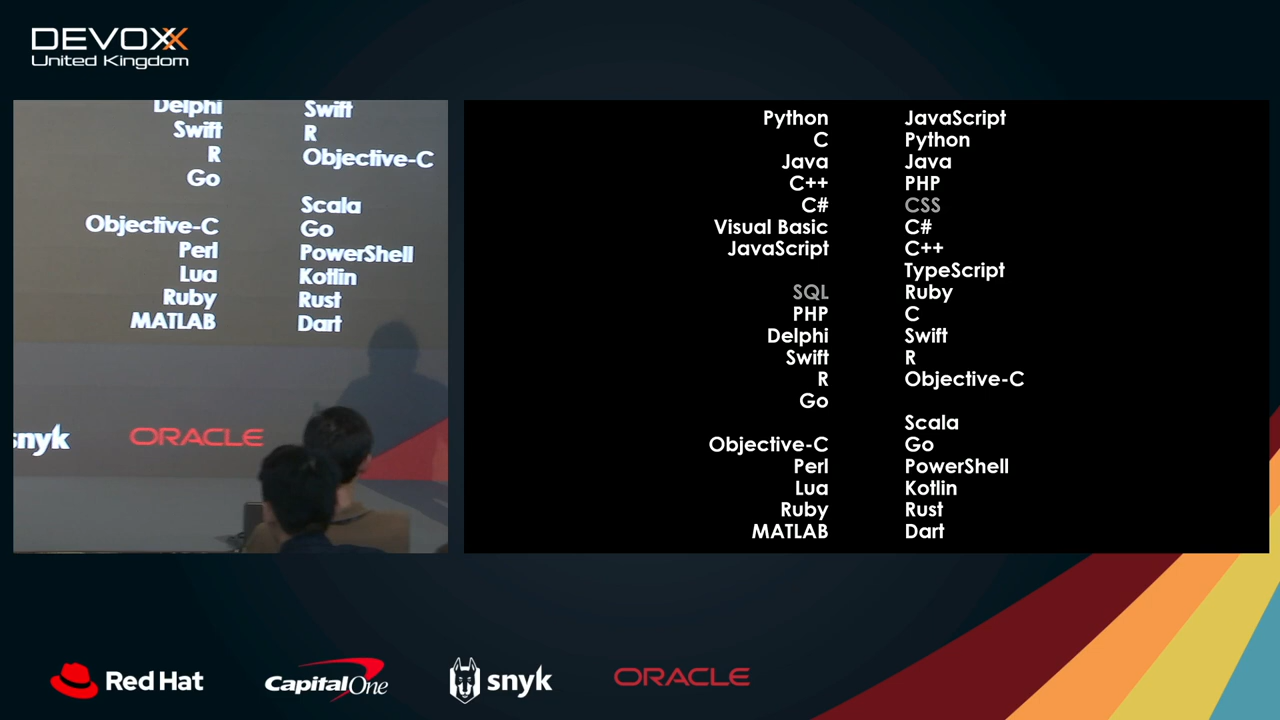 DEVOXX
United Kingdom
Delphi Swift
Swift R
R Objective-C
Go
Scala
Objective-C Go
Perl PowerShell
Lua Kotlin
Ruby Rust
MATLAB Dart
snyk ORACLE
Python JavaScript
C Python
Java Java
C++ PHP
C# CSS
Visual Basic C#
JavaScript C++
TypeScript
SQL Ruby
PHP C
Delphi Swift
Swift R
R Objective-C
Go
Scala
Objective-C Go
Perl PowerShell
Lua Kotlin
Ruby Rust
MATLAB Dart
Red Hat CapitalOne snyk ORACLE